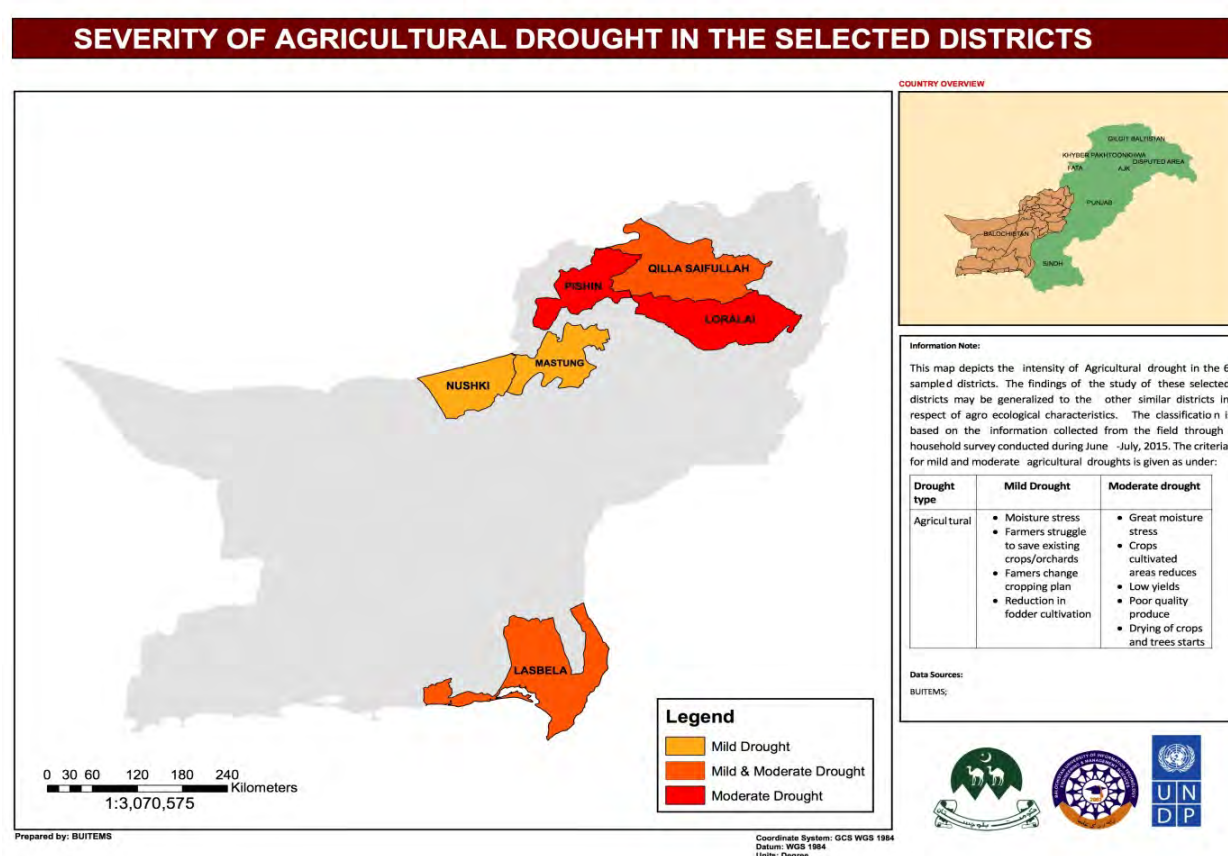 SEVERITY OF AGRICULTURAL DROUGHT IN THE SELECTED DISTRICTS
COUNTRY OVERVIEW
GILGIT BALTISTAN
KHYBER PAKHTOONKHWA
DISPUTED AREA
FATA
AJK
PUNJAB
BALOCHISTAN
SINDH
QILLA SAIFULLAH
PISHIN
LORALAI
MASTUNG
NUSHKI
LASBELA
Legend
Mild Drought
Mild & Moderate Drought
Moderate Drought
0 30 60 120 180 240
Kilometers
1:3,070,575
Prepared by: BUITEMS
Coordinate System: GCS WGS 1984
Datum: WGS 1984
Units: Degree
Information Note:
This map depicts the intensity of Agricultural drought in the 6
sampled districts. The findings of the study of these selected
districts may be generalized to the other similar districts in
respect of agro ecological characteristics. The classificatio n i
based on the information collected from the field through
household survey conducted during June -July, 2015. The criteria
for mild and moderate agricultural droughts is given as under:
Drought type
Mild Drought
Moderate drought
Agricultural
• Moisture stress
• Farmers struggle
to save existing
crops/orchards
• Famers change
cropping plan
• Reduction in
fodder cultivation
• Great moisture
stress
• Crops
cultivated
areas reduces
• Low yields
• Poor quality
produce
• Drying of crops
and trees starts
Data Sources:
BUITEMS;
U N
D P